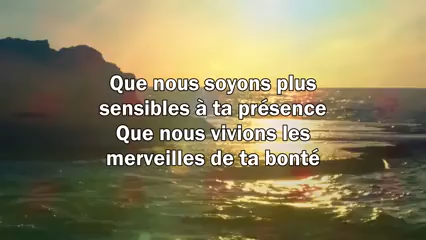 Que nous soyons plus
sensibles à ta présence
Que nous vivions les
merveilles de ta bonté